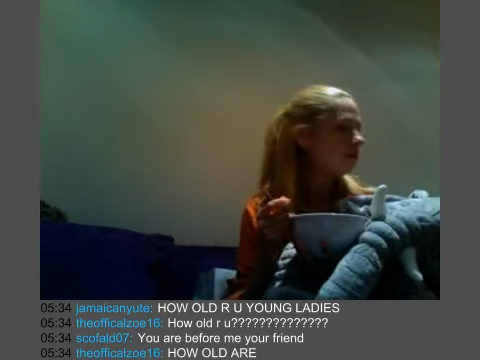 05:34 jamaicanyute: HOW OLD R U YOUNG LADIES
05:34 theofficalzoe16: How old r u??????????????
05:34 scofald07: You are before me your friend
05:34 theofficalzoe16: HOW OLD ARE